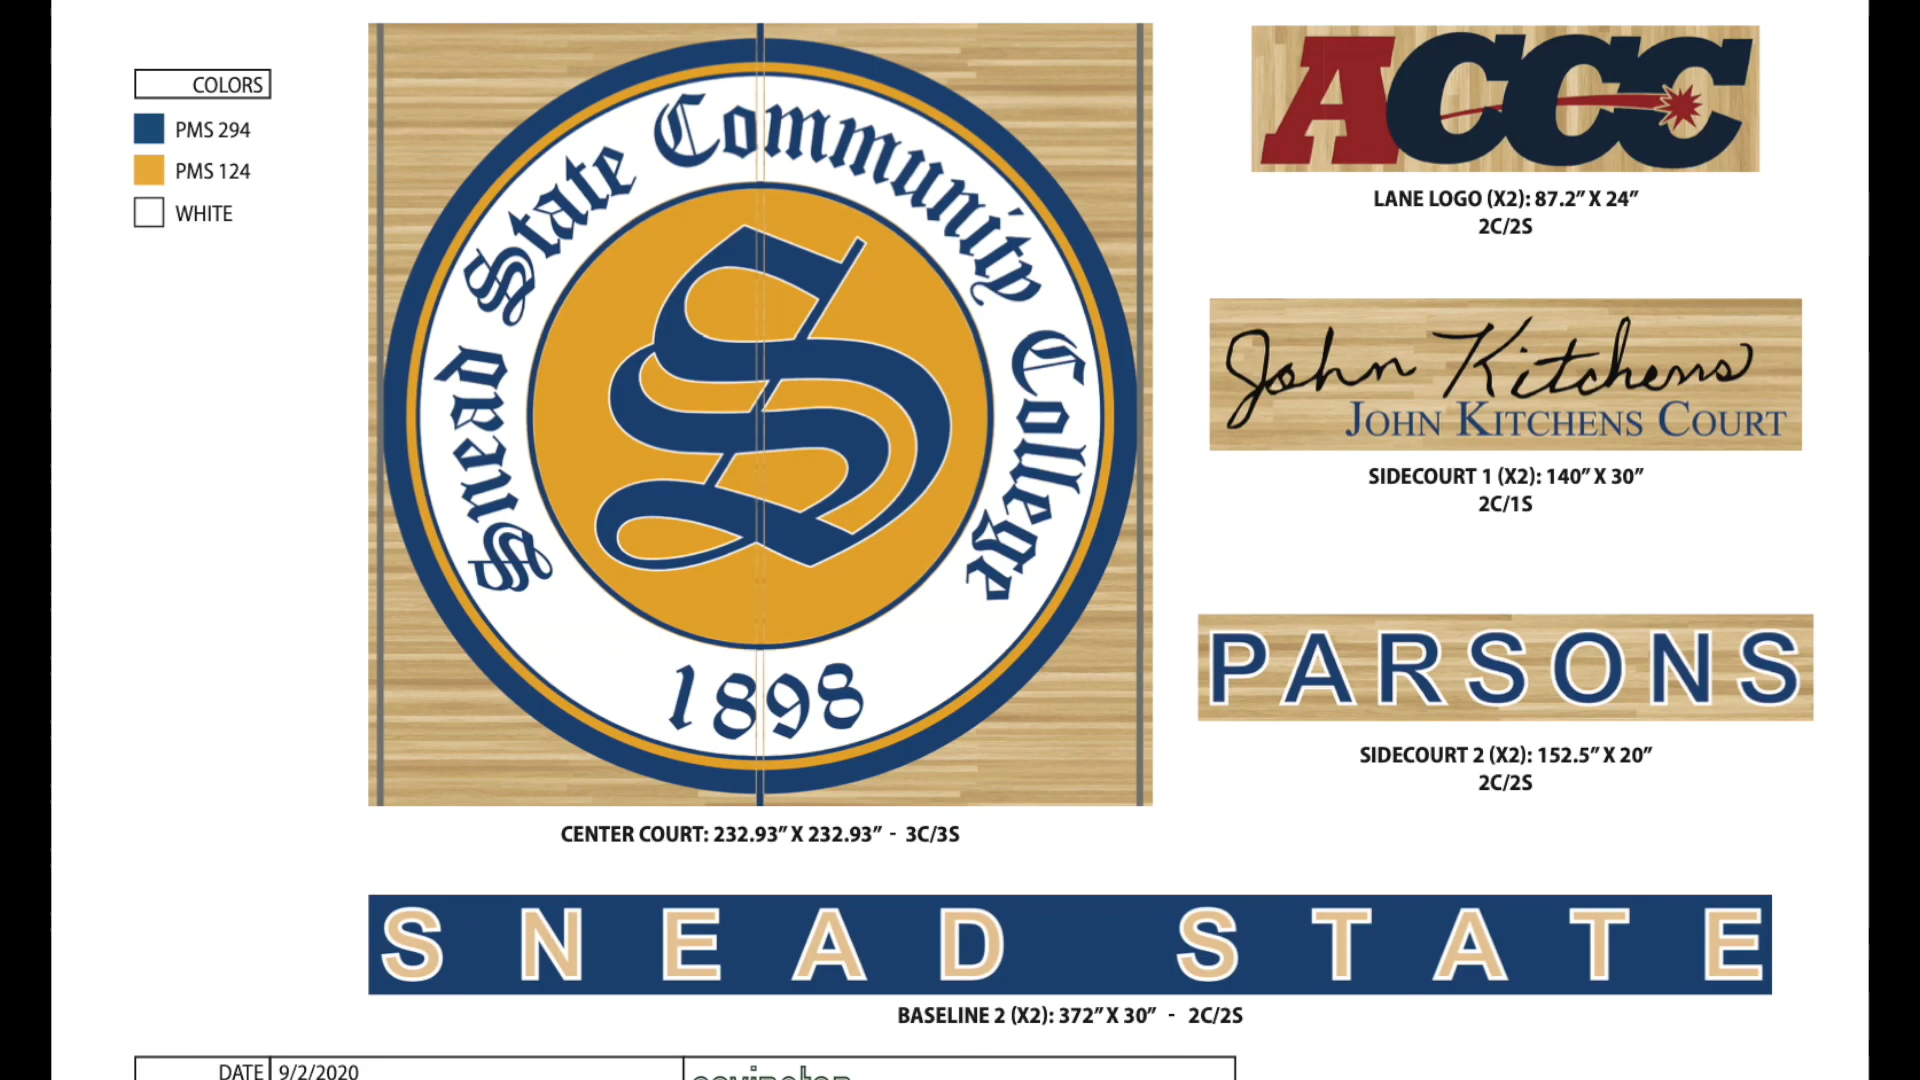 COLORS
PMS 294
PMS 124
WHITE
Snead State Community College
S
1898
CENTER COURT: 232.93” X 232.93” - 3C/3S
ACCC
LANE LOGO (X2): 87.2” X 24”
2C/2S
John Kitchens
JOHN KITCHENS COURT
SIDECOURT 1 (X2): 140” X 30”
2C/1S
PARSONS
SIDECOURT 2 (X2): 152.5” X 20”
2C/2S
SNEAD STATE
BASELINE 2 (X2): 372” X 30” - 2C/2S
DATE 9/2/2020